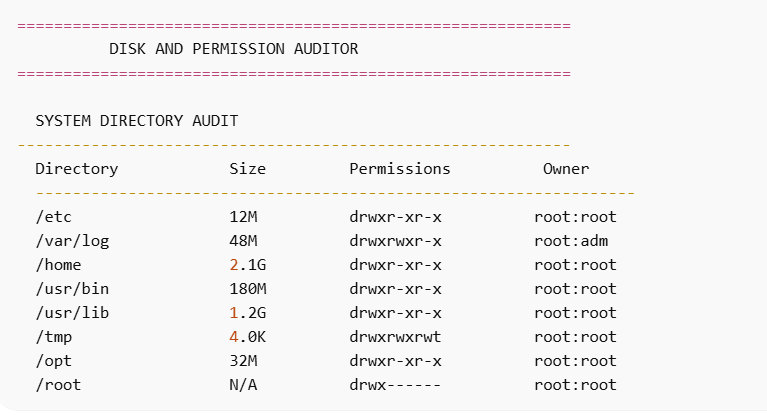 ============================================================
DISK AND PERMISSION AUDITOR
============================================================
SYSTEM DIRECTORY AUDIT
------------------------------------------------------------
Directory Size Permissions Owner
-----------------------------------------------------------------
/etc 12M drwxr-xr-x root:root
/var/log 48M drwxrwxr-x root:adm
/home 2.1G drwxr-xr-x root:root
/usr/bin 180M drwxr-xr-x root:root
/usr/lib 1.2G drwxr-xr-x root:root
/tmp 4.0K drwxrwxrwt root:root
/opt 32M drwxr-xr-x root:root
/root N/A drwx------ root:root